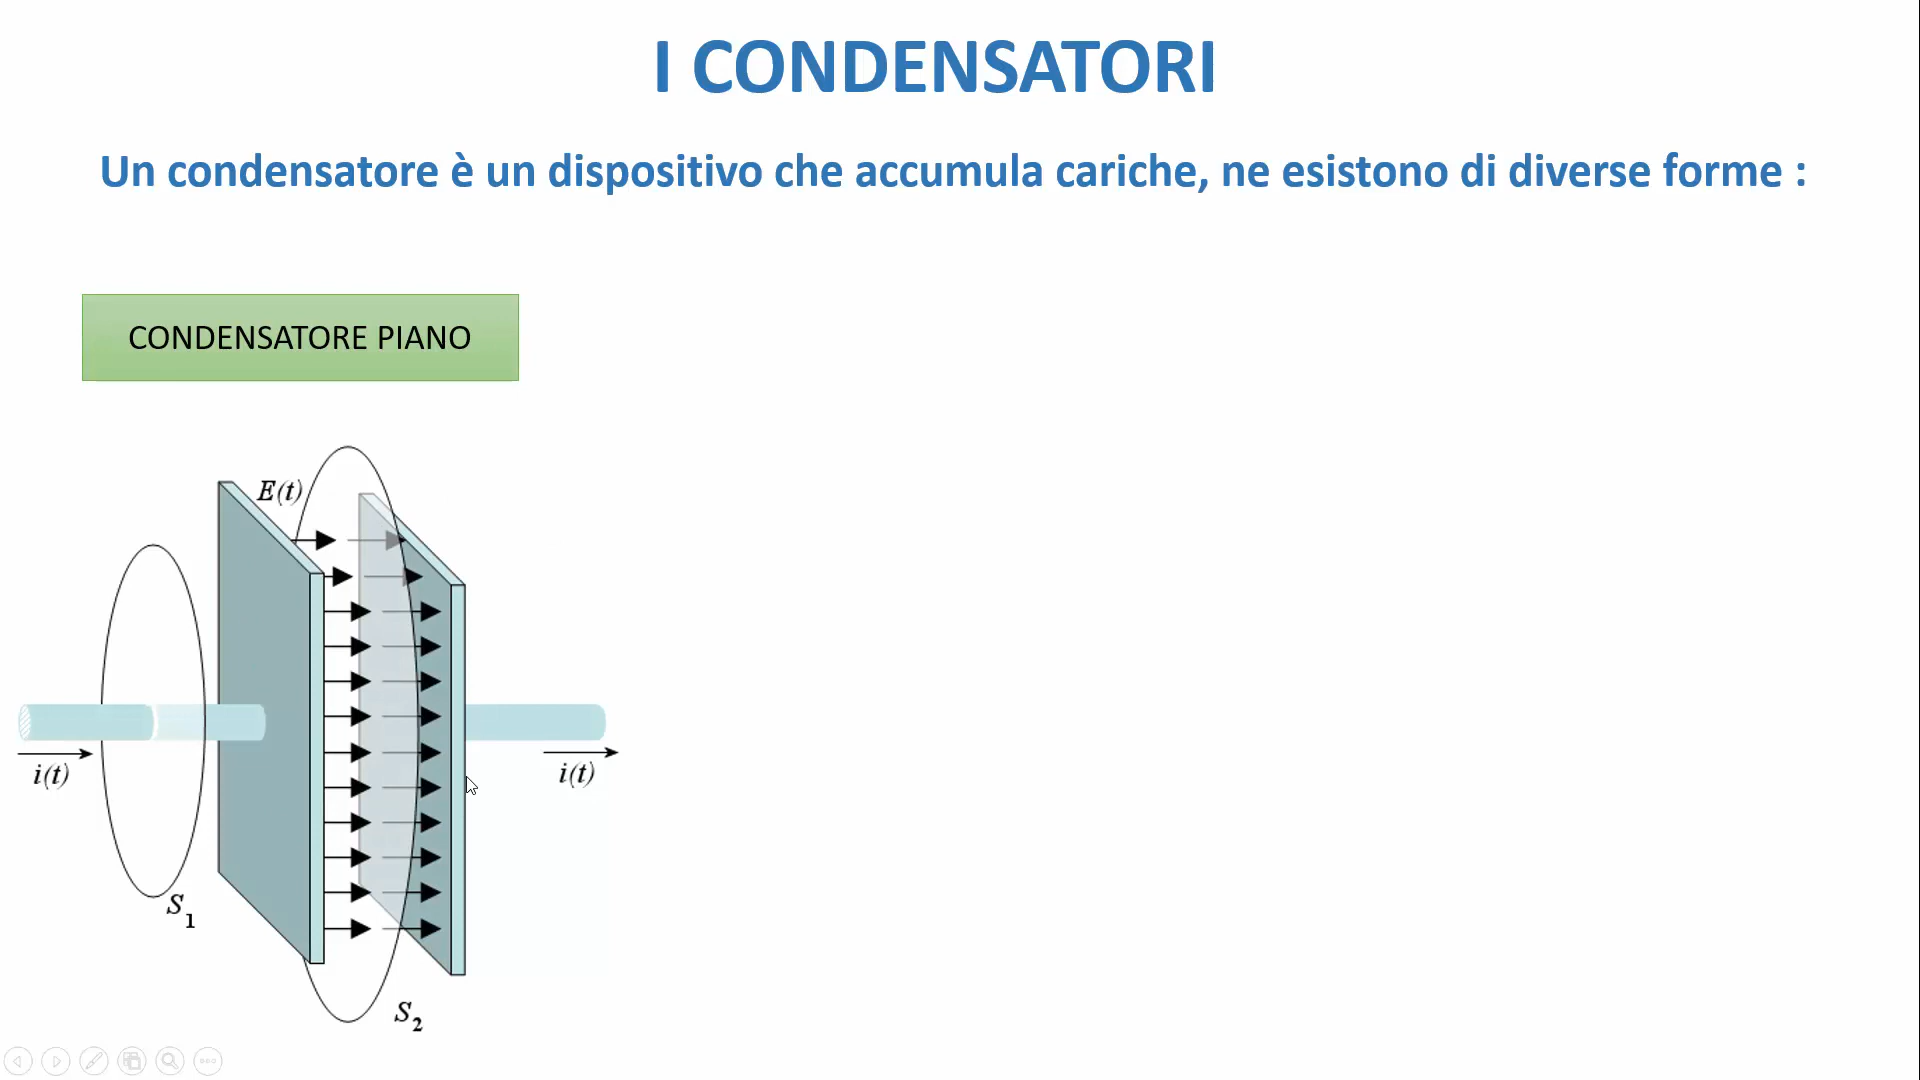 I CONDENSATORI
Un condensatore è un dispositivo che accumula cariche, ne esistono di diverse forme :
CONDENSATORE PIANO
E(t)
i(t)
i(t)
S1
S2